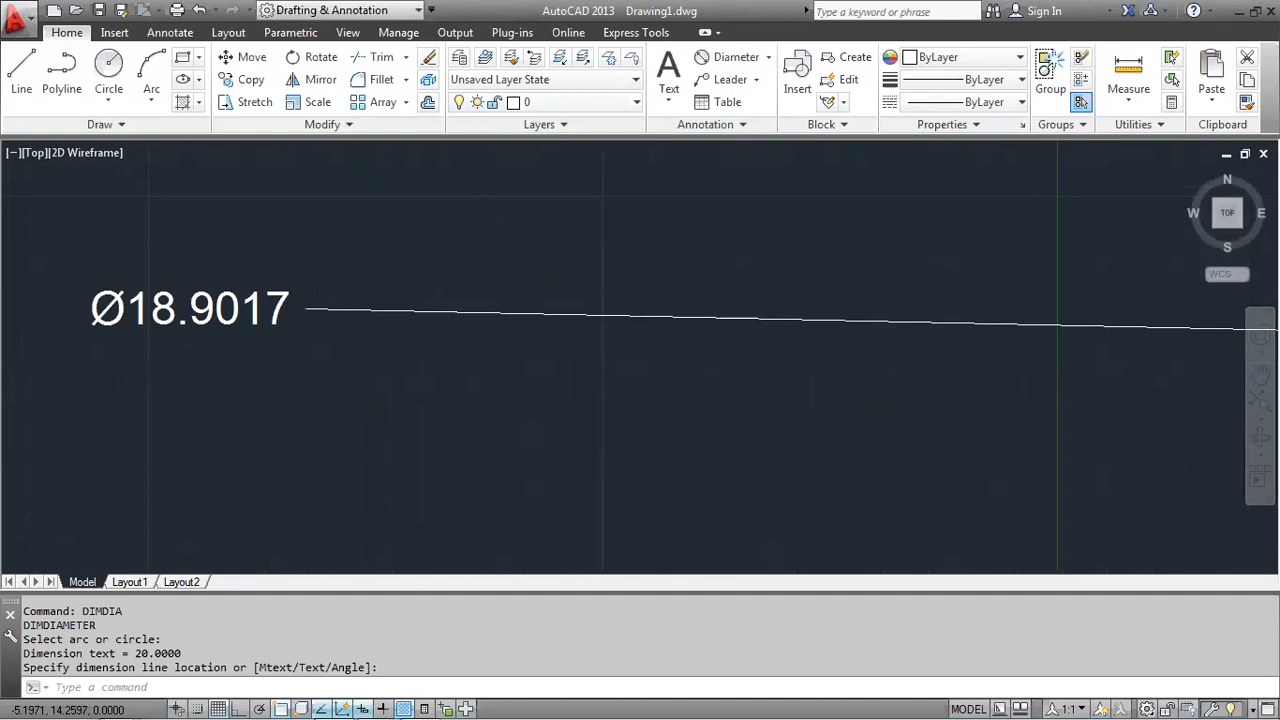 Drafting & Annotation
AutoCAD 2013 Drawing1.dwg
Type a keyword or phrase
Sign In
Home Insert Annotate Layout Parametric View Manage Output Plug-ins Online Express Tools
Line Polyline Circle Arc
Move Rotate Trim
Copy Mirror Fillet
Stretch Scale Array
Unsaved Layer State
0
Text
Diameter
Leader
Table
Insert
Create
Edit
ByLayer
ByLayer
ByLayer
Group
Measure
Paste
Draw Modify Layers Annotation Block Properties Groups Utilities Clipboard
[−][Top][2D Wireframe]
N
W TOP E
S
WCS
Ø18.9017
Model Layout1 Layout2
Command: DIMDIA
DIMDIAMETER
Select arc or circle:
Dimension text = 20.0000
Specify dimension line location or [Mtext/Text/Angle]:
Type a command
-5.1971, 14.2597, 0.0000
MODEL
1:1